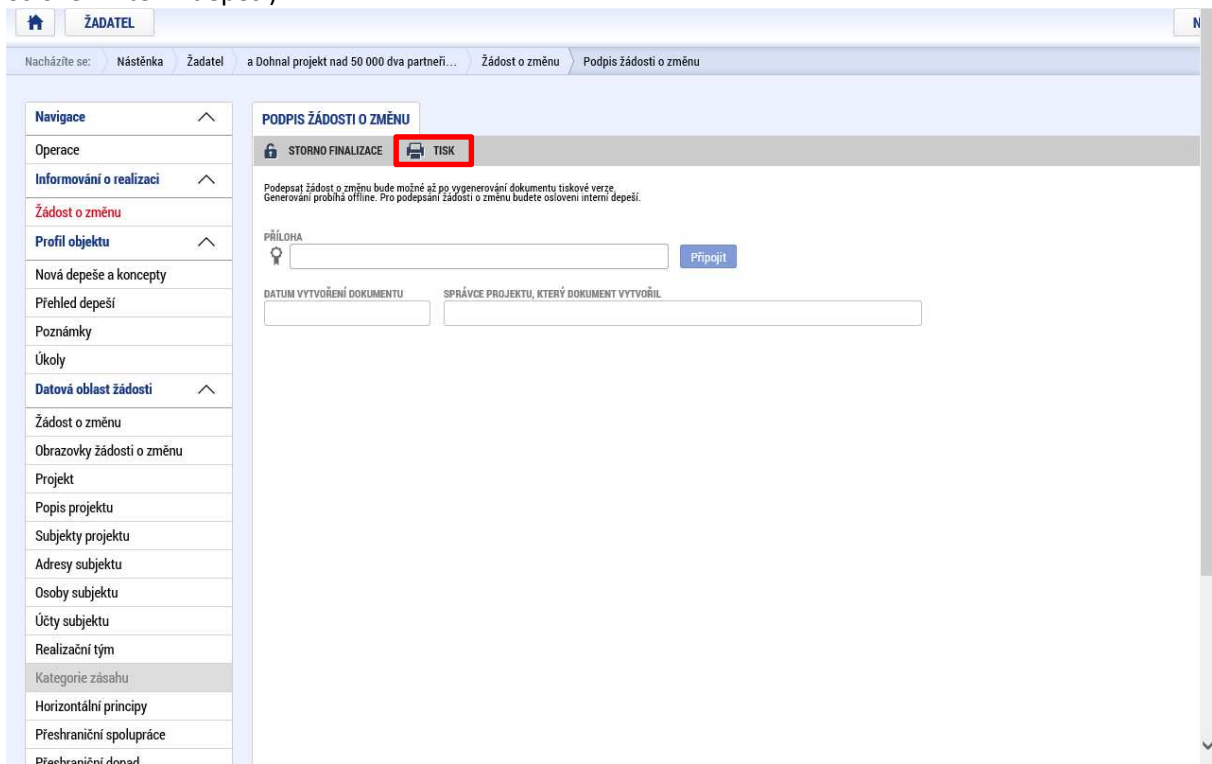 ŽADATEL
N
Nacházíte se: Nástěnka Žadatel a Dohnal projekt nad 50 000 dva partneři... Žádost o změnu Podpis žádosti o změnu
Navigace
Operace
Informování o realizaci
Žádost o změnu
Profil objektu
Nová depeše a koncepty
Přehled depeší
Poznámky
Úkoly
Datová oblast žádosti
Žádost o změnu
Obrazovky žádosti o změnu
Projekt
Popis projektu
Subjekty projektu
Adresy subjektu
Osoby subjektu
Účty subjektu
Realizační tým
Kategorie zásahu
Horizontální principy
Přeshraniční spolupráce
Přeshraniční dopad
PODPIS ŽÁDOSTI O ZMĚNU
STORNO FINALIZACE TISK
Podepsat žádost o změnu bude možné až po vygenerování dokumentu tiskové verze.
Generování probíhá offline. Pro podepsání žádosti o změnu budete osloveni interní depeší.
PŘÍLOHA
Připojit
DATUM VYTVOŘENÍ DOKUMENTU SPRÁVCE PROJEKTU, KTERÝ DOKUMENT VYTVOŘIL